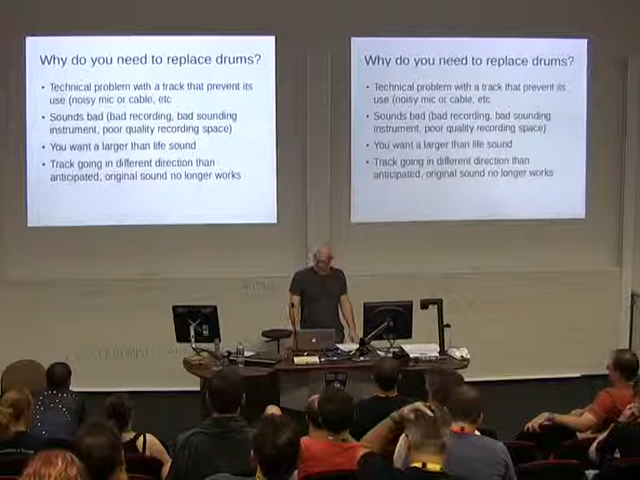 Why do you need to replace drums?
• Technical problem with a track that prevent its
use (noisy mic or cable, etc
• Sounds bad (bad recording, bad sounding
instrument, poor quality recording space)
• You want a larger than life sound
• Track going in different direction than
anticipated, original sound no longer works
Why do you need to replace drums?
• Technical problem with a track that prevent its
use (noisy mic or cable, etc
• Sounds bad (bad recording, bad sounding
instrument, poor quality recording space)
• You want a larger than life sound
• Track going in different direction than
anticipated, original sound no longer works